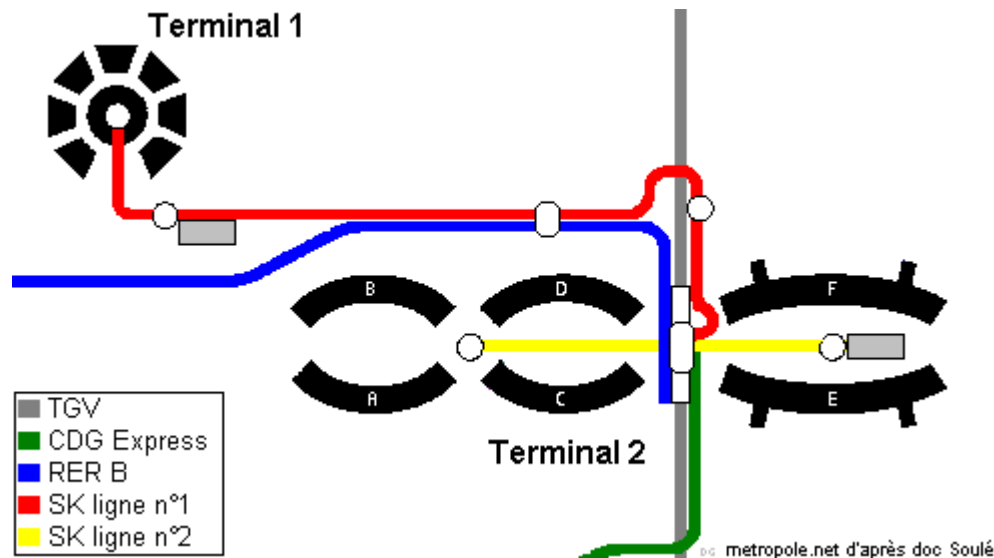 Terminal 1
B
D
F
A
C
E
Terminal 2
TGV
CDG Express
RER B
SK ligne n°1
SK ligne n°2
DG metropole.net d'après doc Soulé